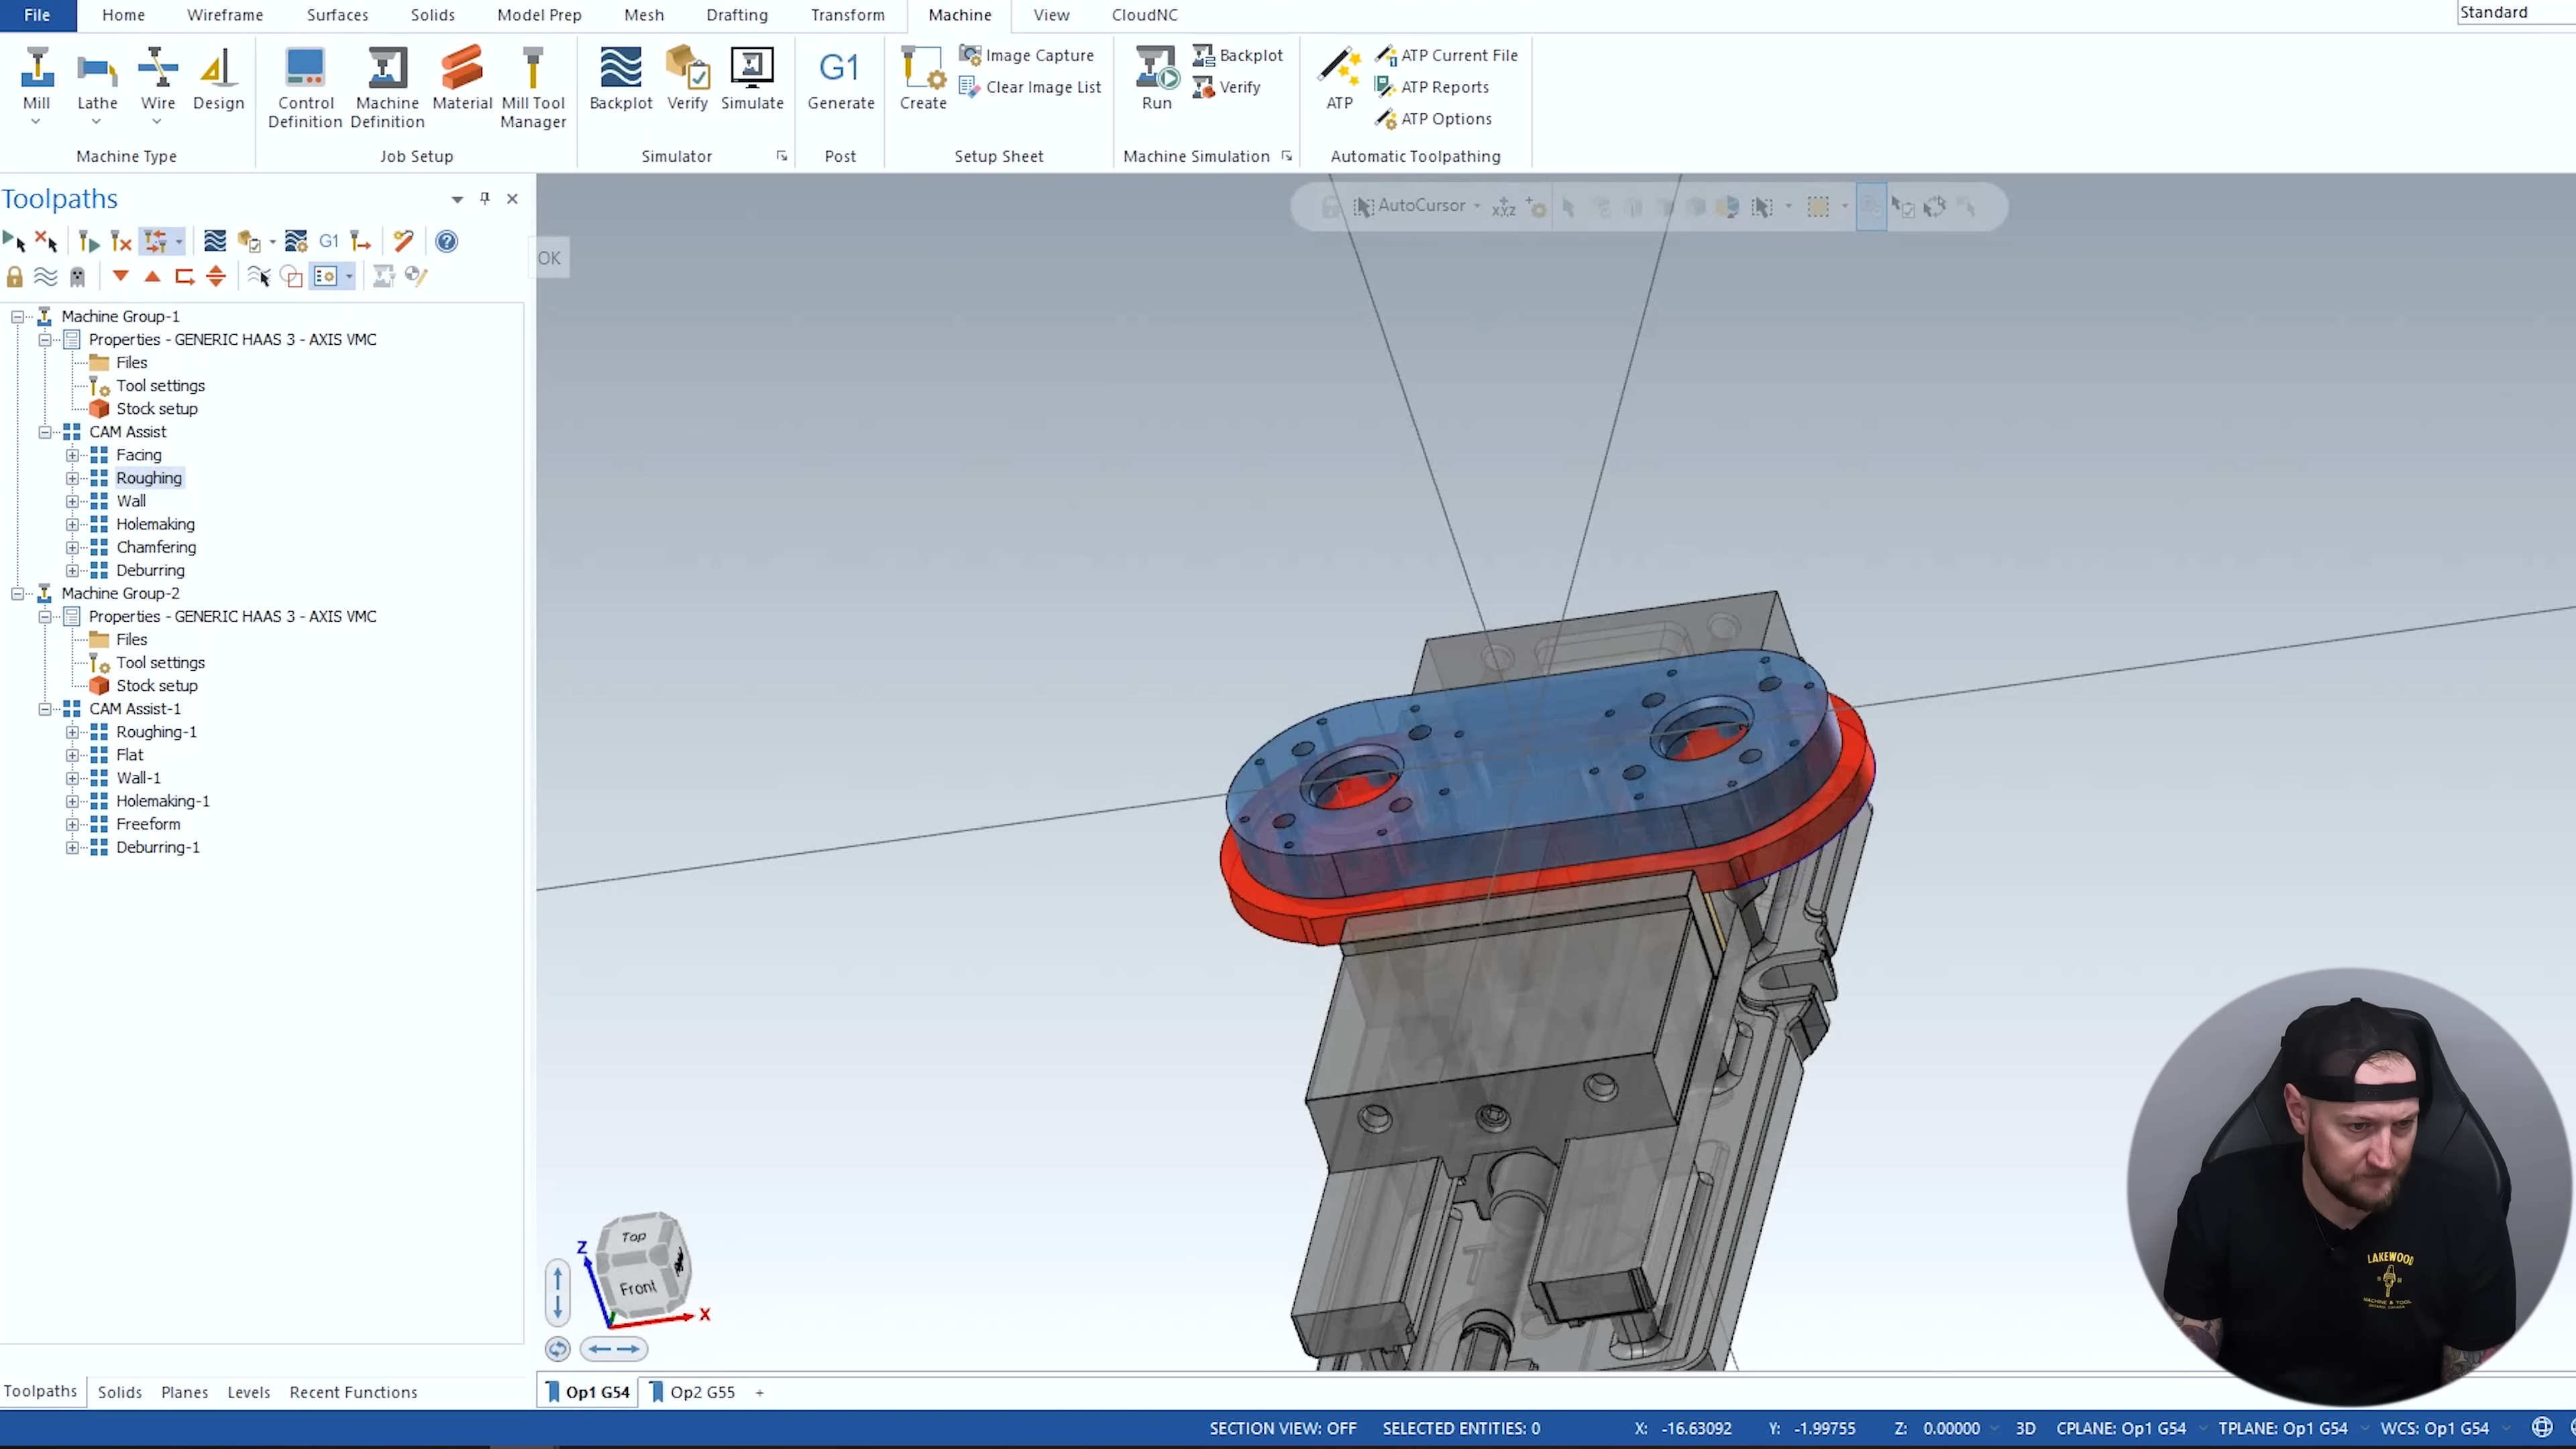 File Home Wireframe Surfaces Solids Model Prep Mesh Drafting Transform Machine View CloudNC Standard
Mill Lathe Wire Design Control Definition Machine Definition Material Mill Tool Manager Backplot Verify Simulate G1 Generate Create Image Capture Clear Image List Run Backplot Verify ATP ATP Current File ATP Reports ATP Options
Machine Type Job Setup Simulator Post Setup Sheet Machine Simulation Automatic Toolpathing
Toolpaths
AutoCursor
XYZ
G1
OK
Machine Group-1
Properties - GENERIC HAAS 3 - AXIS VMC
Files
Tool settings
Stock setup
CAM Assist
Facing
Roughing
Wall
Holemaking
Chamfering
Deburring
Machine Group-2
Properties - GENERIC HAAS 3 - AXIS VMC
Files
Tool settings
Stock setup
CAM Assist-1
Roughing-1
Flat
Wall-1
Holemaking-1
Freeform
Deburring-1
Z
Top
Front
X
LAKEWOOD
MACHINE & TOOL
Toolpaths Solids Planes Levels Recent Functions
Op1 G54 Op2 G55 +
SECTION VIEW: OFF SELECTED ENTITIES: 0 X: -16.63092 Y: -1.99755 Z: 0.00000 3D CPLANE: Op1 G54 TPLANE: Op1 G54 WCS: Op1 G54